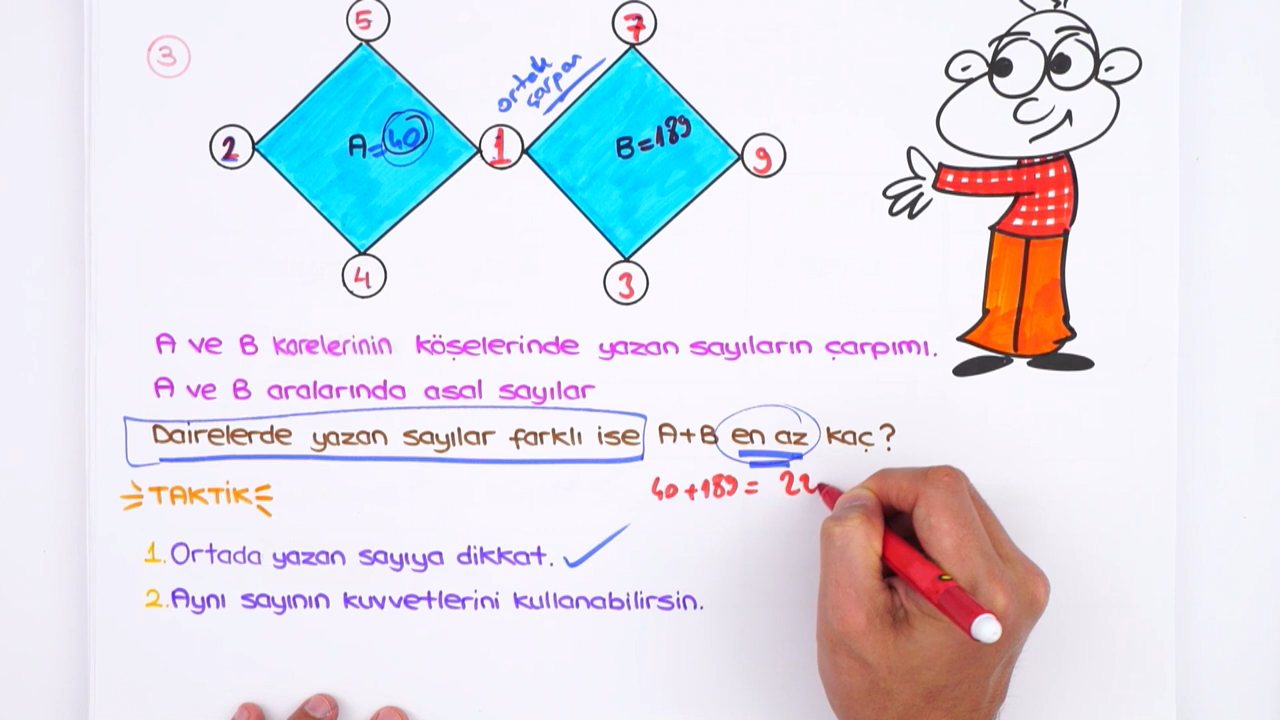 3
5
7
ortak
çarpan
2
A=40
1
B=189
9
4
3
A ve B karelerinin köşelerinde yazan sayıların çarpımı.
A ve B aralarında asal sayılar
Dairelerde yazan sayılar farklı ise A+B en az kaç?
TAKTİK
40+189= 22
1. Ortada yazan sayıya dikkat.
2. Aynı sayının kuvvetlerini kullanabilirsin.